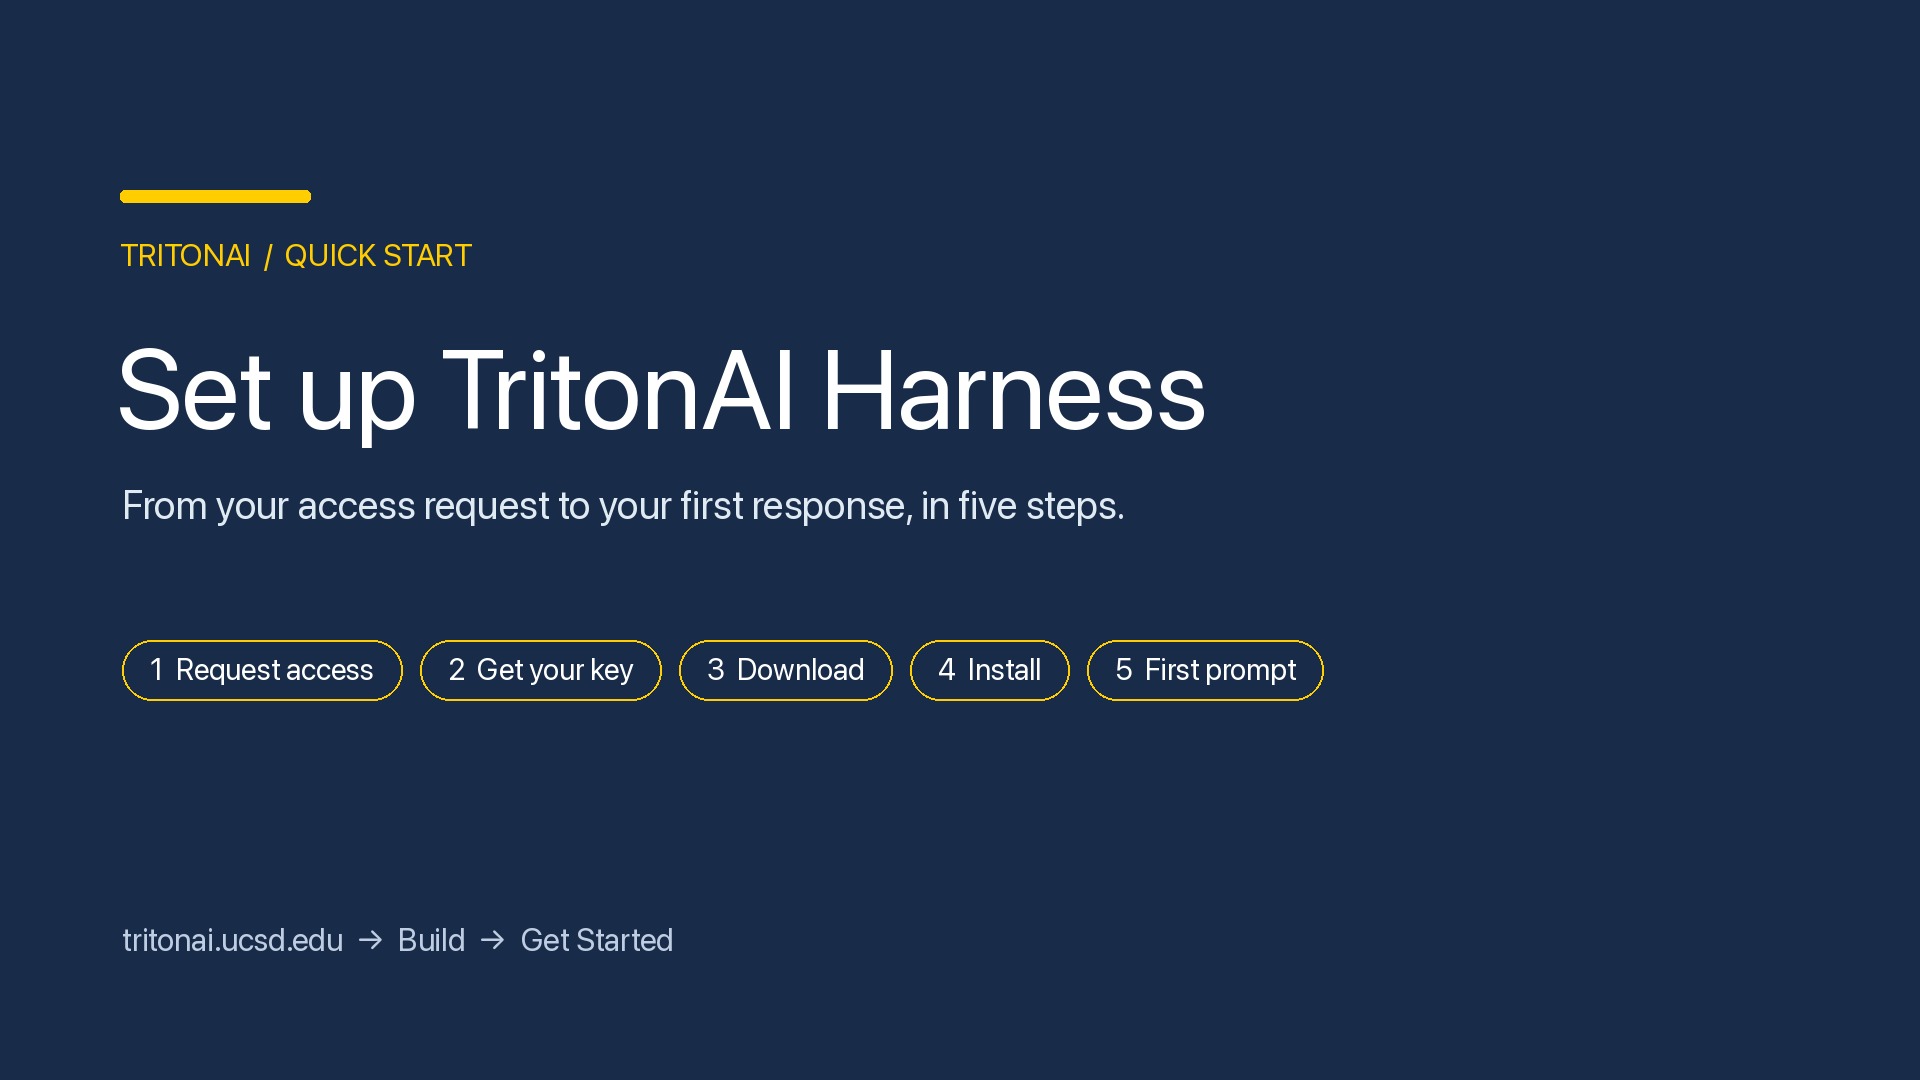 TRITONAI / QUICK START
Set up TritonAI Harness
From your access request to your first response, in five steps.
1 Request access 2 Get your key 3 Download 4 Install 5 First prompt
tritonai.ucsd.edu → Build → Get Started